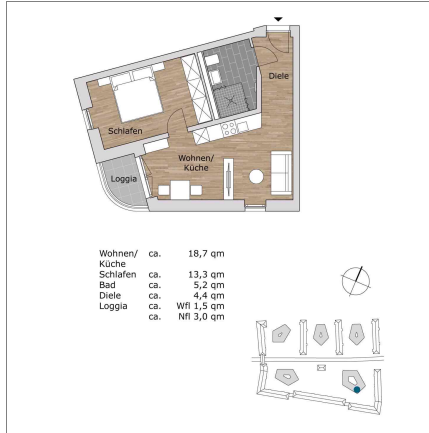 Diele
Schlafen
Wohnen/
Küche
Loggia
Wohnen/ ca. 18,7 qm
Küche
Schlafen ca. 13,3 qm
Bad ca. 5,2 qm
Diele ca. 4,4 qm
Loggia ca. Wfl 1,5 qm
ca. Nfl 3,0 qm